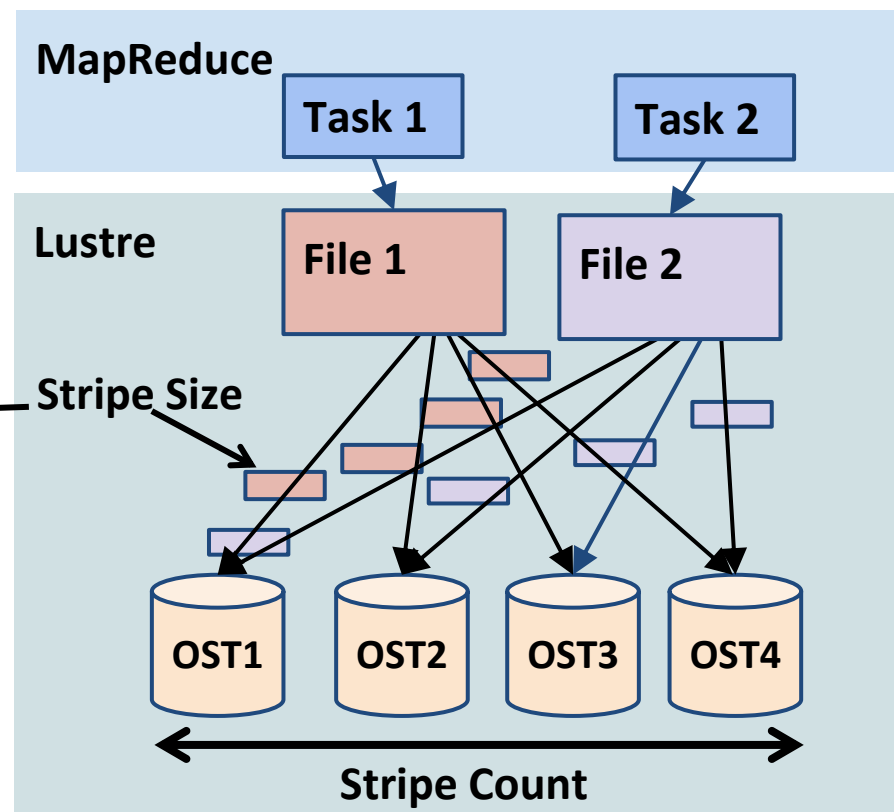 MapReduce
Task 1
Task 2
Lustre
File 1
File 2
Stripe Size
OST1
OST2
OST3
OST4
Stripe Count